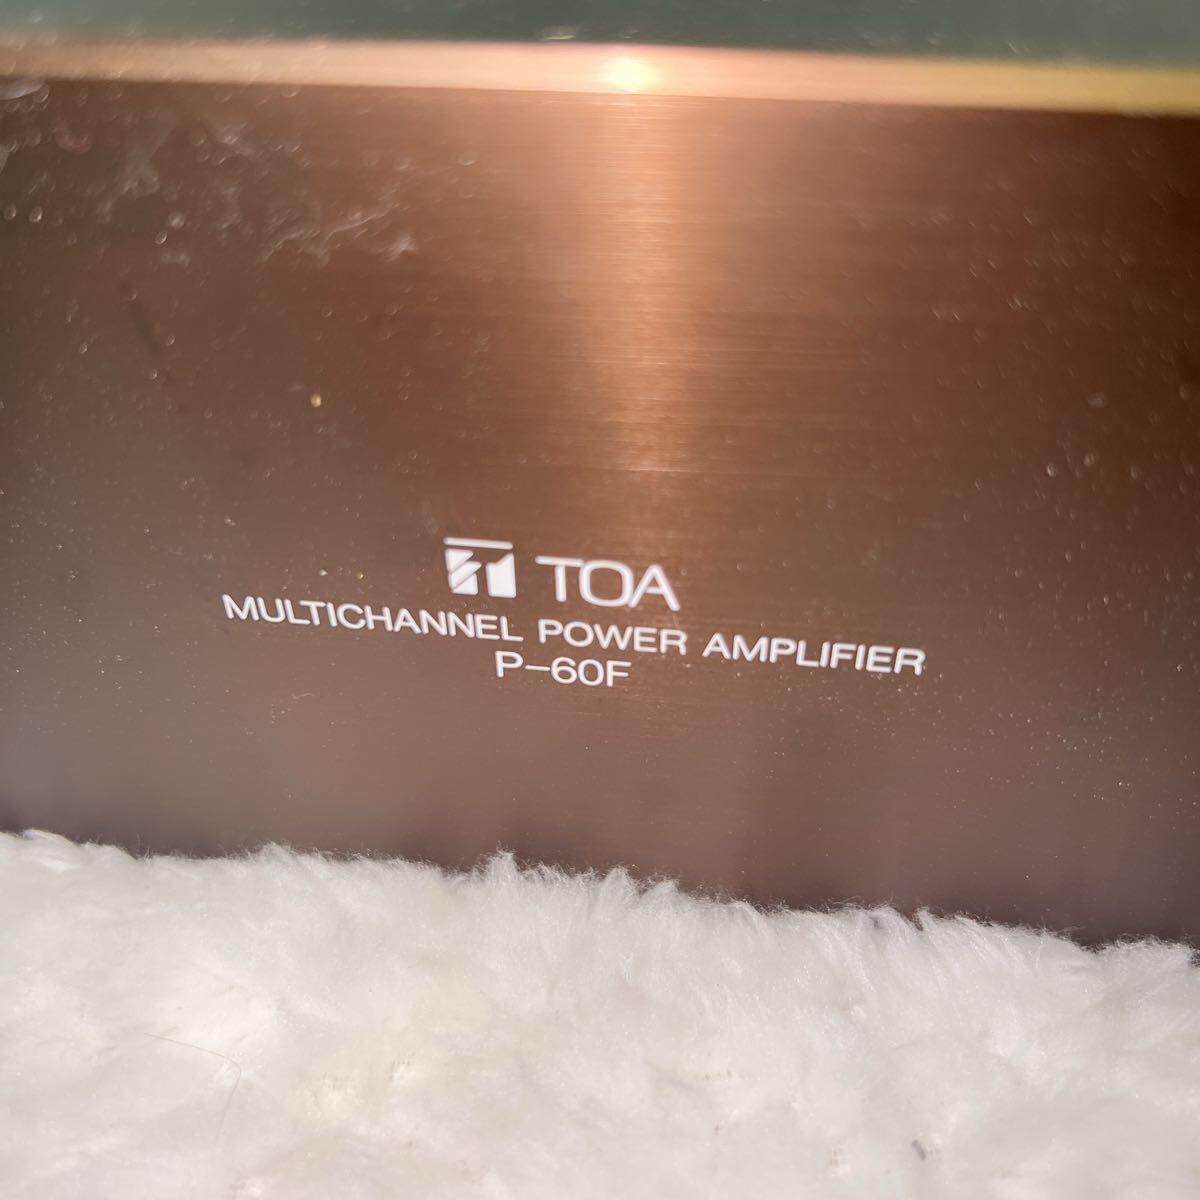 TOA
MULTICHANNEL POWER AMPLIFIER
P-60F